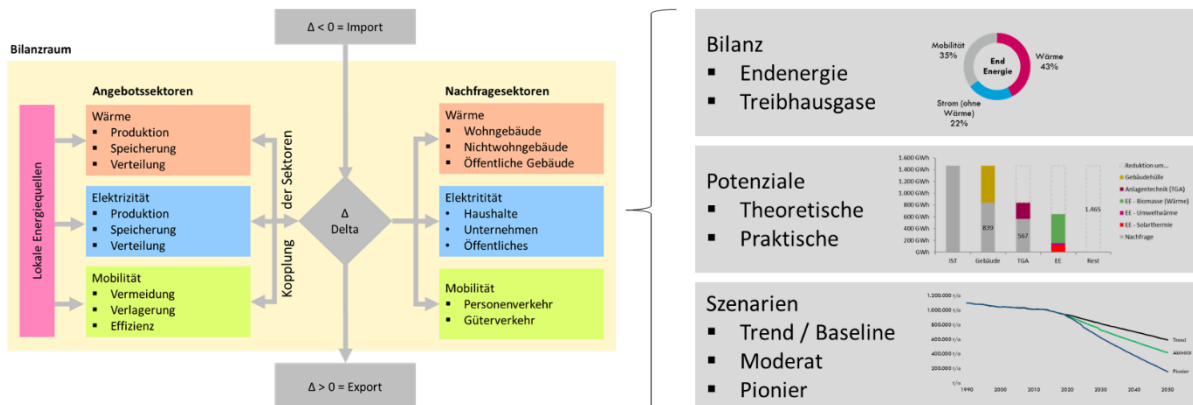 Δ < 0 = Import
Bilanzraum
Lokale Energiequellen
Angebotssektoren
Wärme
▪ Produktion
▪ Speicherung
▪ Verteilung
Elektrizität
▪ Produktion
▪ Speicherung
▪ Verteilung
Mobilität
▪ Vermeidung
▪ Verlagerung
▪ Effizienz
Kopplung der Sektoren
Δ
Delta
Nachfragesektoren
Wärme
▪ Wohngebäude
▪ Nichtwohngebäude
▪ Öffentliche Gebäude
Elektritität
• Haushalte
• Unternehmen
• Öffentliches
Mobilität
▪ Personenverkehr
▪ Güterverkehr
Δ > 0 = Export
Bilanz
▪ Endenergie
▪ Treibhausgase
Mobilität
35%
End
Energie
Wärme
43%
Strom (ohne
Wärme)
22%
Potenziale
▪ Theoretische
▪ Praktische
1.600 GWh
1.400 GWh
1.200 GWh
1.000 GWh
800 GWh
600 GWh
400 GWh
200 GWh
GWh
839
567
1.465
IST
Gebäude
TGA
EE
Rest
Reduktion um...
Gebäudehülle
Anlagentechnik (TGA)
EE - Biomasse (Wärme)
EE - Umweltwärme
EE - Solarthermie
Nachfrage
Szenarien
▪ Trend / Baseline
▪ Moderat
▪ Pionier
1.200.000 t/a
1.000.000 t/a
800.000 t/a
600.000 t/a
400.000 t/a
200.000 t/a
t/a
1990
2000
2010
2020
2030
2040
2050
Trend
Pionier